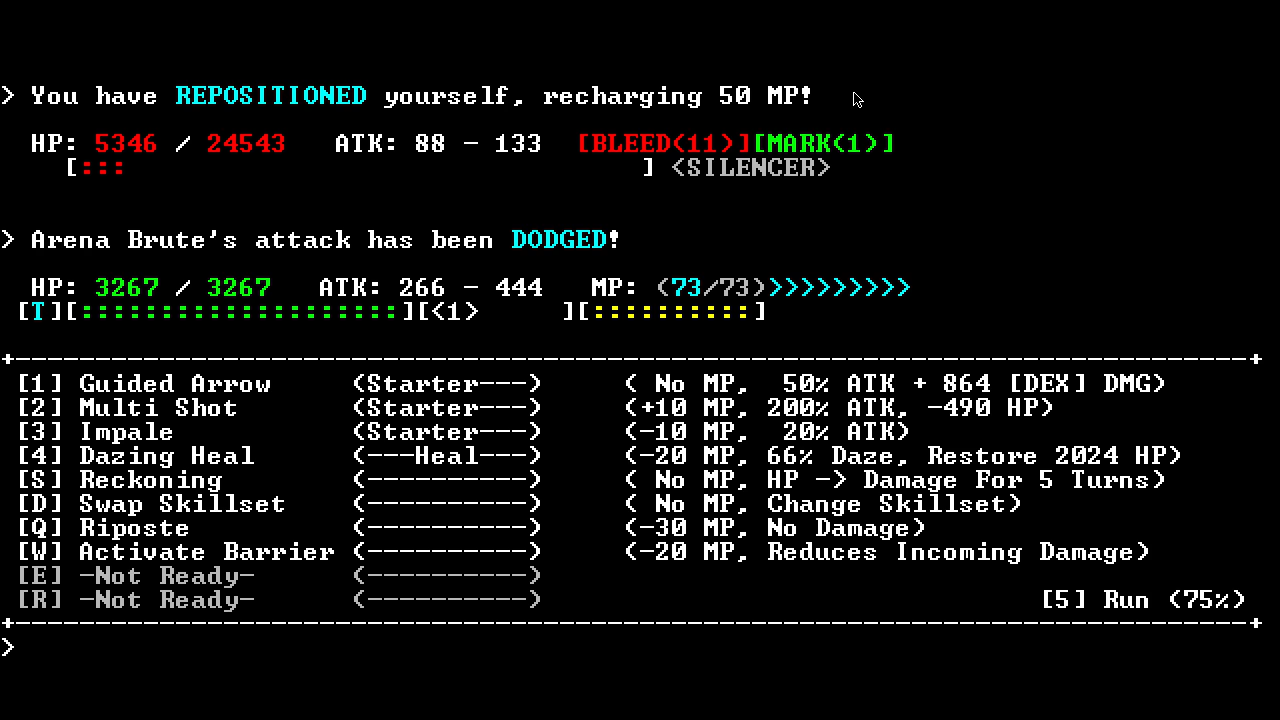 > You have REPOSITIONED yourself, recharging 50 MP!
HP: 5346 / 24543   ATK: 88 - 133  [BLEED(11)][MARK(1)]
[:::                                ] <SILENCER>
> Arena Brute's attack has been DODGED!
HP: 3267 / 3267   ATK: 266 - 444   MP: (73/73)>>>>>>>>>
[T][::::::::::::::::::::][<1>     ][::::::::::]
+-----------------------------------------------------------------------------+
[1] Guided Arrow     (Starter---)     ( No MP,  50% ATK + 864 [DEX] DMG)
[2] Multi Shot       (Starter---)     (+10 MP, 200% ATK, -490 HP)
[3] Impale           (Starter---)     (-10 MP,  20% ATK)
[4] Dazing Heal      (---Heal---)     (-20 MP, 66% Daze, Restore 2024 HP)
[S] Reckoning        (----------)     ( No MP, HP -> Damage For 5 Turns)
[D] Swap Skillset    (----------)     ( No MP, Change Skillset)
[Q] Riposte          (----------)     (-30 MP, No Damage)
[W] Activate Barrier (----------)     (-20 MP, Reduces Incoming Damage)
[E] -Not Ready-      (----------)
[R] -Not Ready-      (----------)                               [5] Run (75%)
+-----------------------------------------------------------------------------+
>